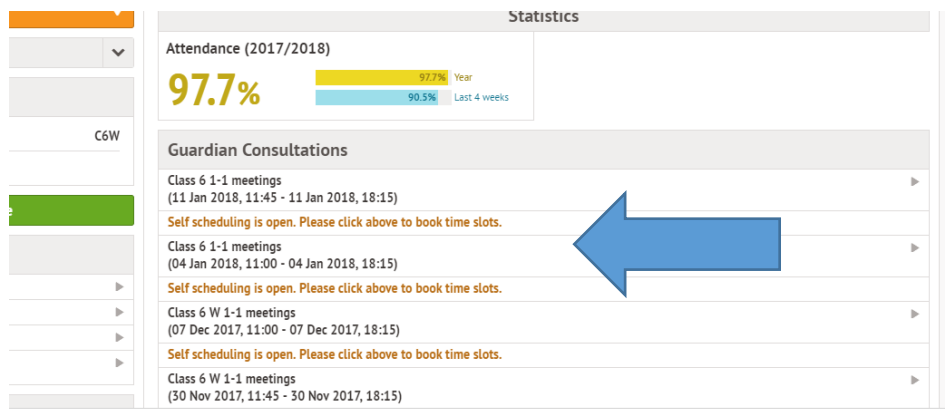 Statistics
Attendance (2017/2018)
97.7%
97.7% Year
90.5% Last 4 weeks
C6W
Guardian Consultations
Class 6 1-1 meetings
(11 Jan 2018, 11:45 - 11 Jan 2018, 18:15)
Self scheduling is open. Please click above to book time slots.
Class 6 1-1 meetings
(04 Jan 2018, 11:00 - 04 Jan 2018, 18:15)
Self scheduling is open. Please click above to book time slots.
Class 6 W 1-1 meetings
(07 Dec 2017, 11:00 - 07 Dec 2017, 18:15)
Self scheduling is open. Please click above to book time slots.
Class 6 W 1-1 meetings
(30 Nov 2017, 11:45 - 30 Nov 2017, 18:15)